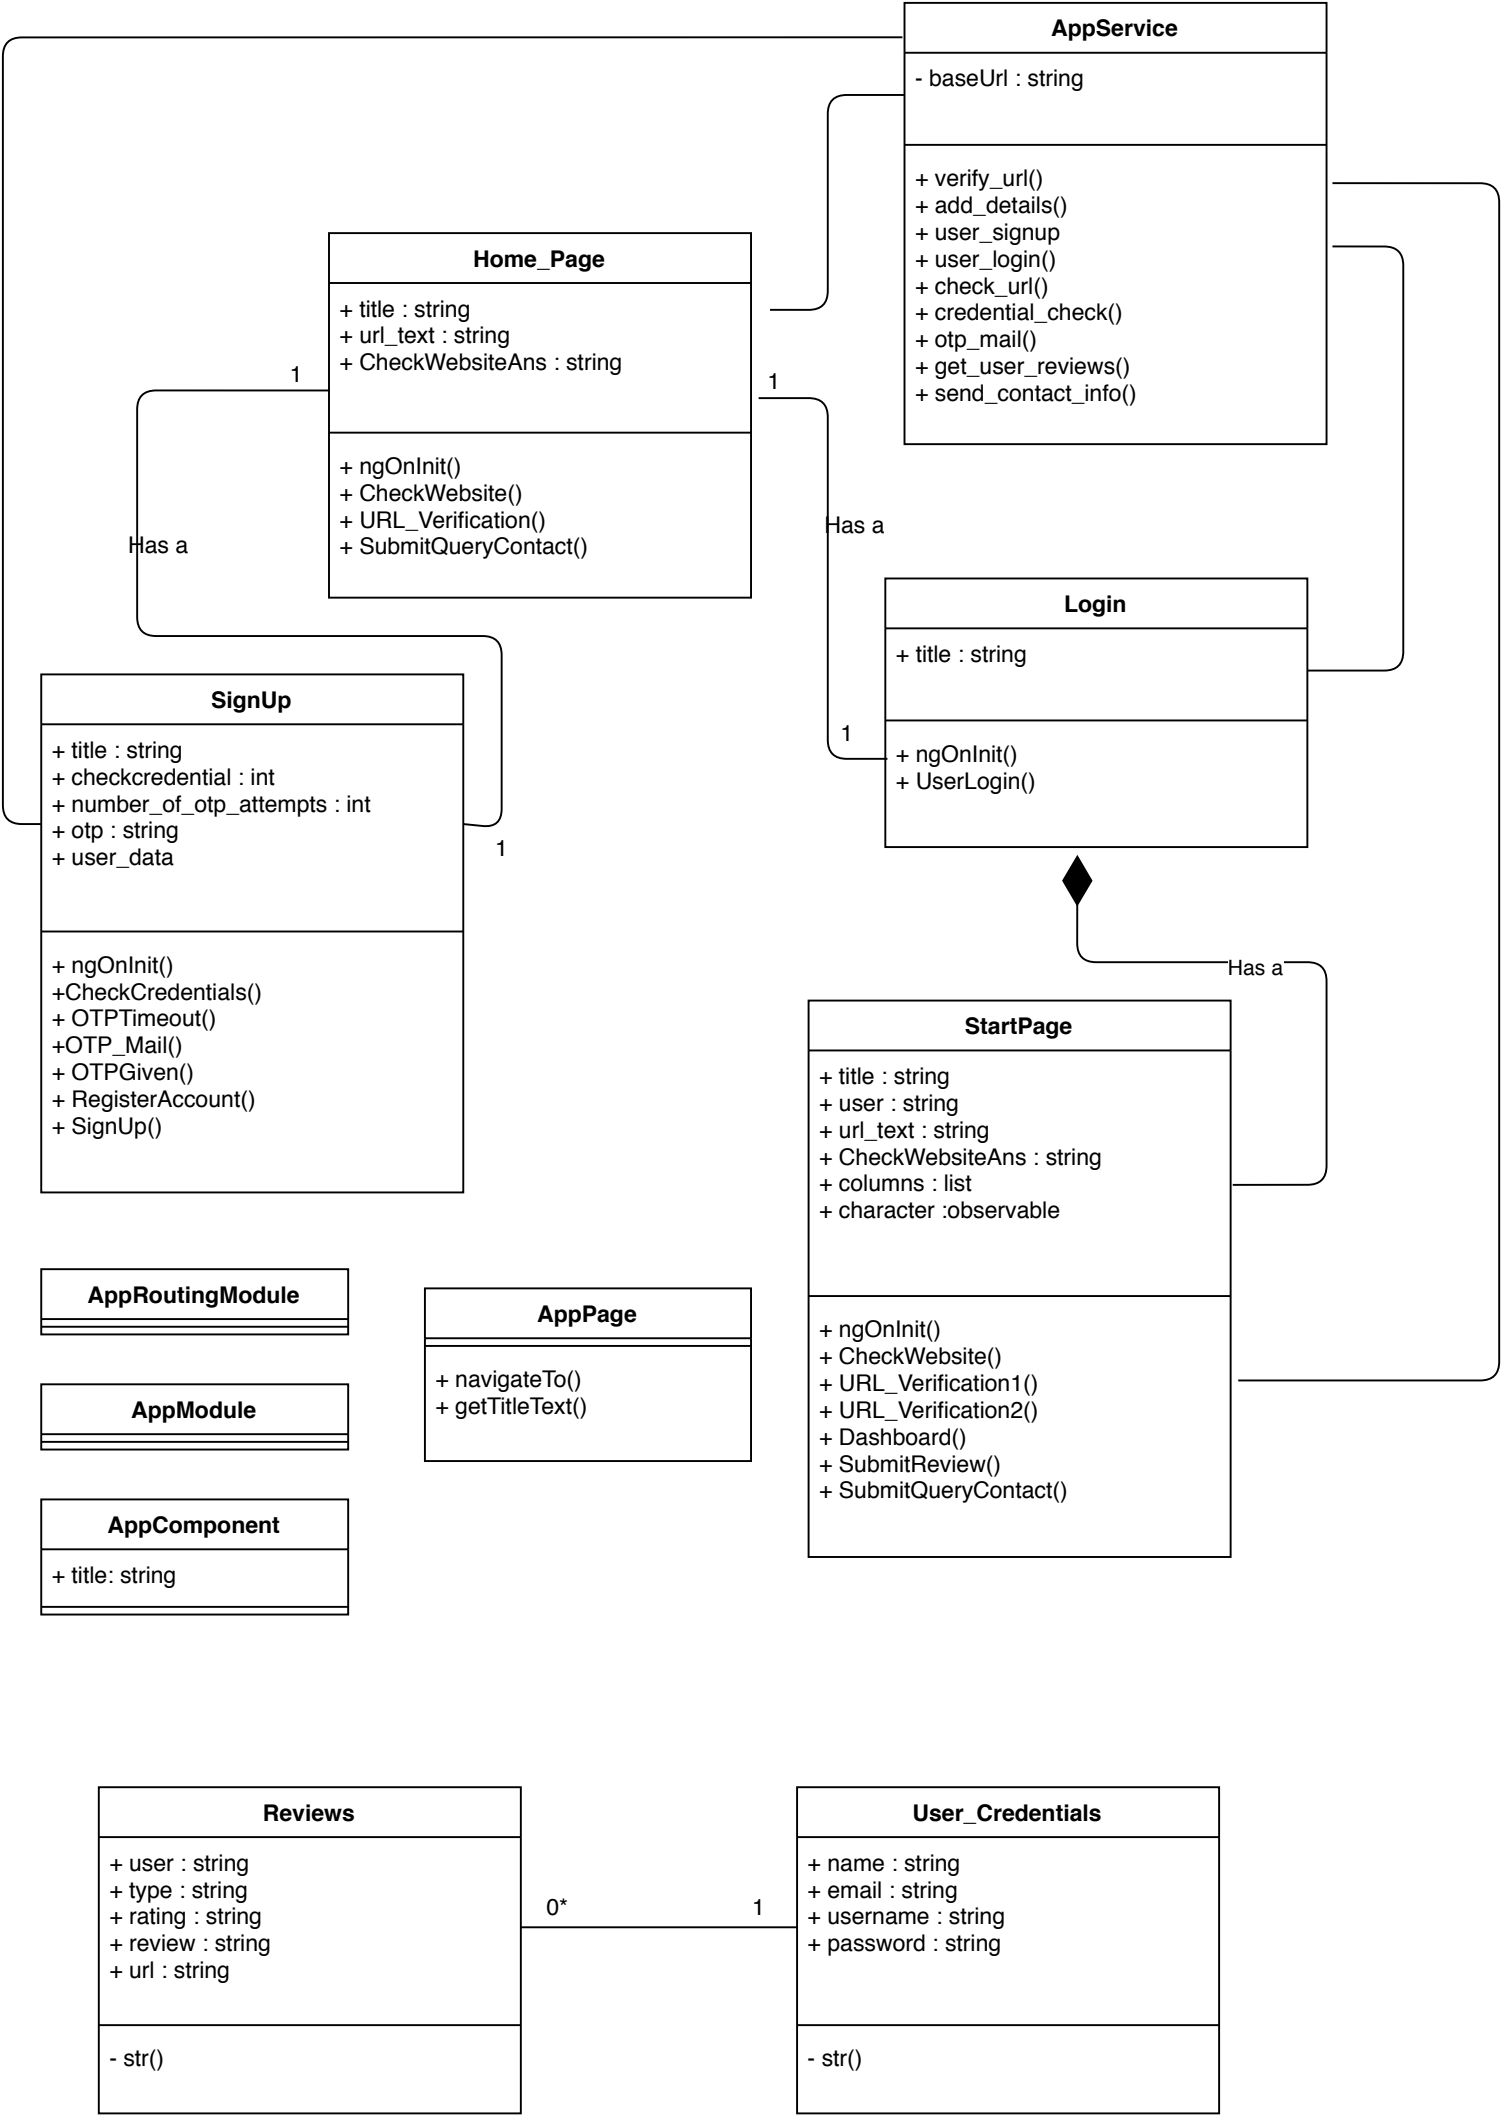 AppService
- baseUrl : string
+ verify_url()
+ add_details()
+ user_signup
+ user_login()
+ check_url()
+ credential_check()
+ otp_mail()
+ get_user_reviews()
+ send_contact_info()
Home_Page
+ title : string
+ url_text : string
+ CheckWebsiteAns : string
+ ngOnInit()
+ CheckWebsite()
+ URL_Verification()
+ SubmitQueryContact()
1
1
Has a
Has a
Login
+ title : string
+ ngOnInit()
+ UserLogin()
1
SignUp
+ title : string
+ checkcredential : int
+ number_of_otp_attempts : int
+ otp : string
+ user_data
+ ngOnInit()
+CheckCredentials()
+ OTPTimeout()
+OTP_Mail()
+ OTPGiven()
+ RegisterAccount()
+ SignUp()
1
Has a
StartPage
+ title : string
+ user : string
+ url_text : string
+ CheckWebsiteAns : string
+ columns : list
+ character :observable
+ ngOnInit()
+ CheckWebsite()
+ URL_Verification1()
+ URL_Verification2()
+ Dashboard()
+ SubmitReview()
+ SubmitQueryContact()
AppRoutingModule
AppPage
+ navigateTo()
+ getTitleText()
AppModule
AppComponent
+ title: string
Reviews
+ user : string
+ type : string
+ rating : string
+ review : string
+ url : string
- str()
0*
1
User_Credentials
+ name : string
+ email : string
+ username : string
+ password : string
- str()